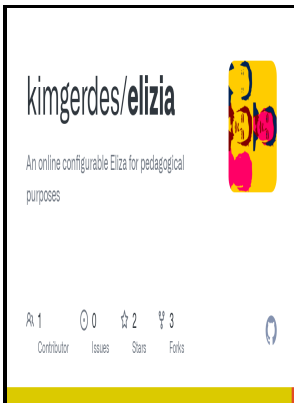 kimgerdes/elizia
An online configurable Eliza for pedagogical
purposes
1 0 2 3
Contributor Issues Stars Forks